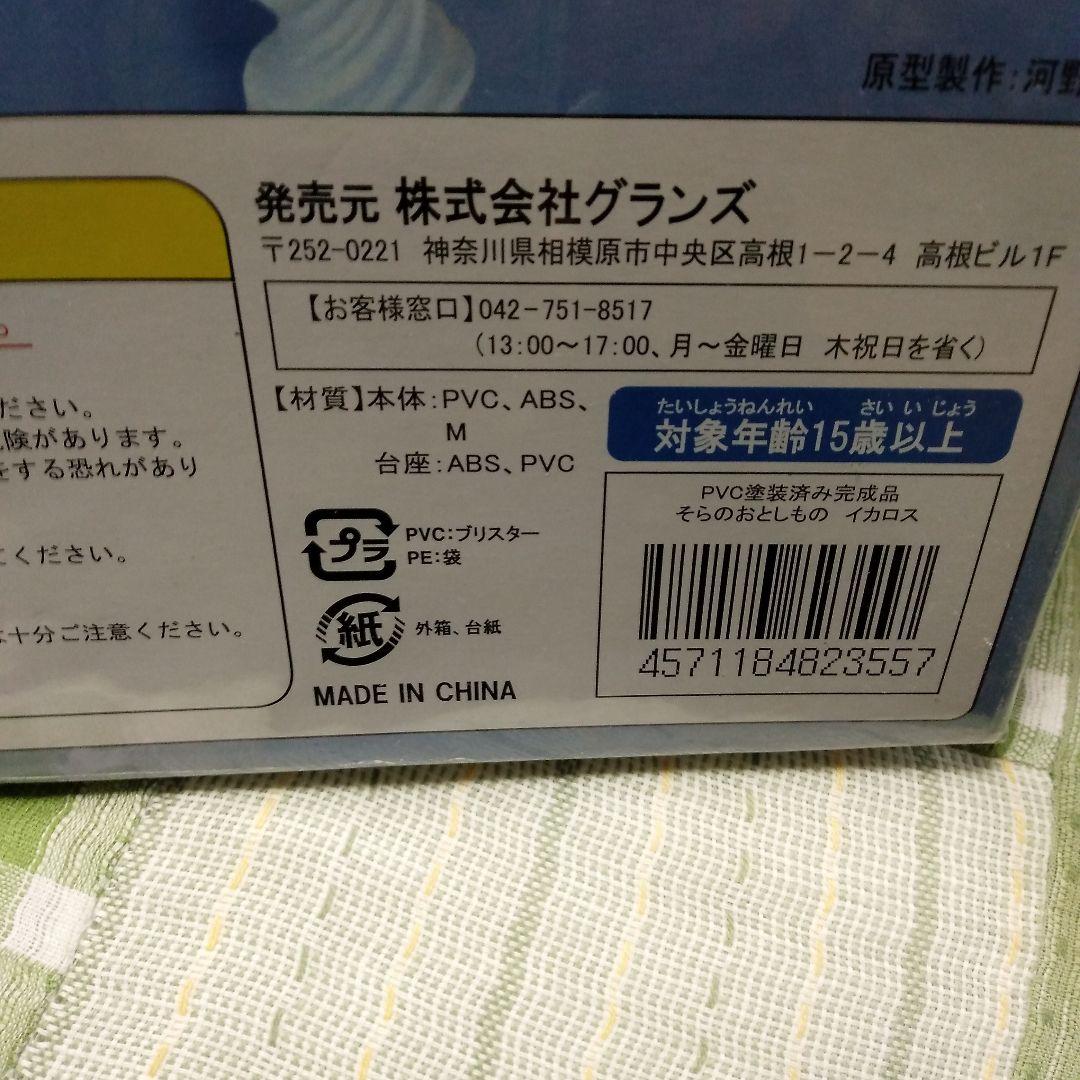 原型製作：河野
発売元 株式会社グランズ
〒252-0221 神奈川県相模原市中央区高根1－2－4 高根ビル1F
【お客様窓口】042-751-8517
（13:00～17:00、月～金曜日 木祝日を省く）
【材質】本体：PVC、ABS、
M
台座：ABS、PVC
たいしょうねんれい さい い じょう
対象年齢15歳以上
PVC塗装済み完成品
そらのおとしもの イカロス
4571184823557
プラ
PVC：ブリスター
PE：袋
紙
外箱、台紙
MADE IN CHINA
ださい。
険があります。
をする恐れがあり
ください。
十分ご注意ください。